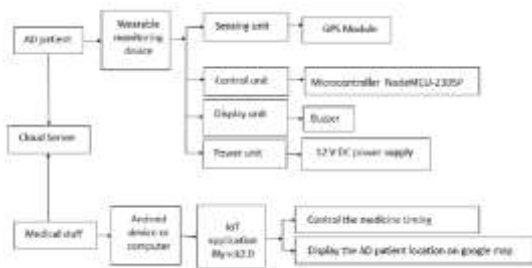 AD patient
Wearable
monitoring
device
Sensing unit
GPS Module
Control unit
Microcontroller NodeMCU-
Display unit
Buzzer
Power unit
12 V DC power supply
Cloud Server
Medical staff
Android
device or
computer
IoT
application
Control the medicine timing
Display the AD patient location on google map